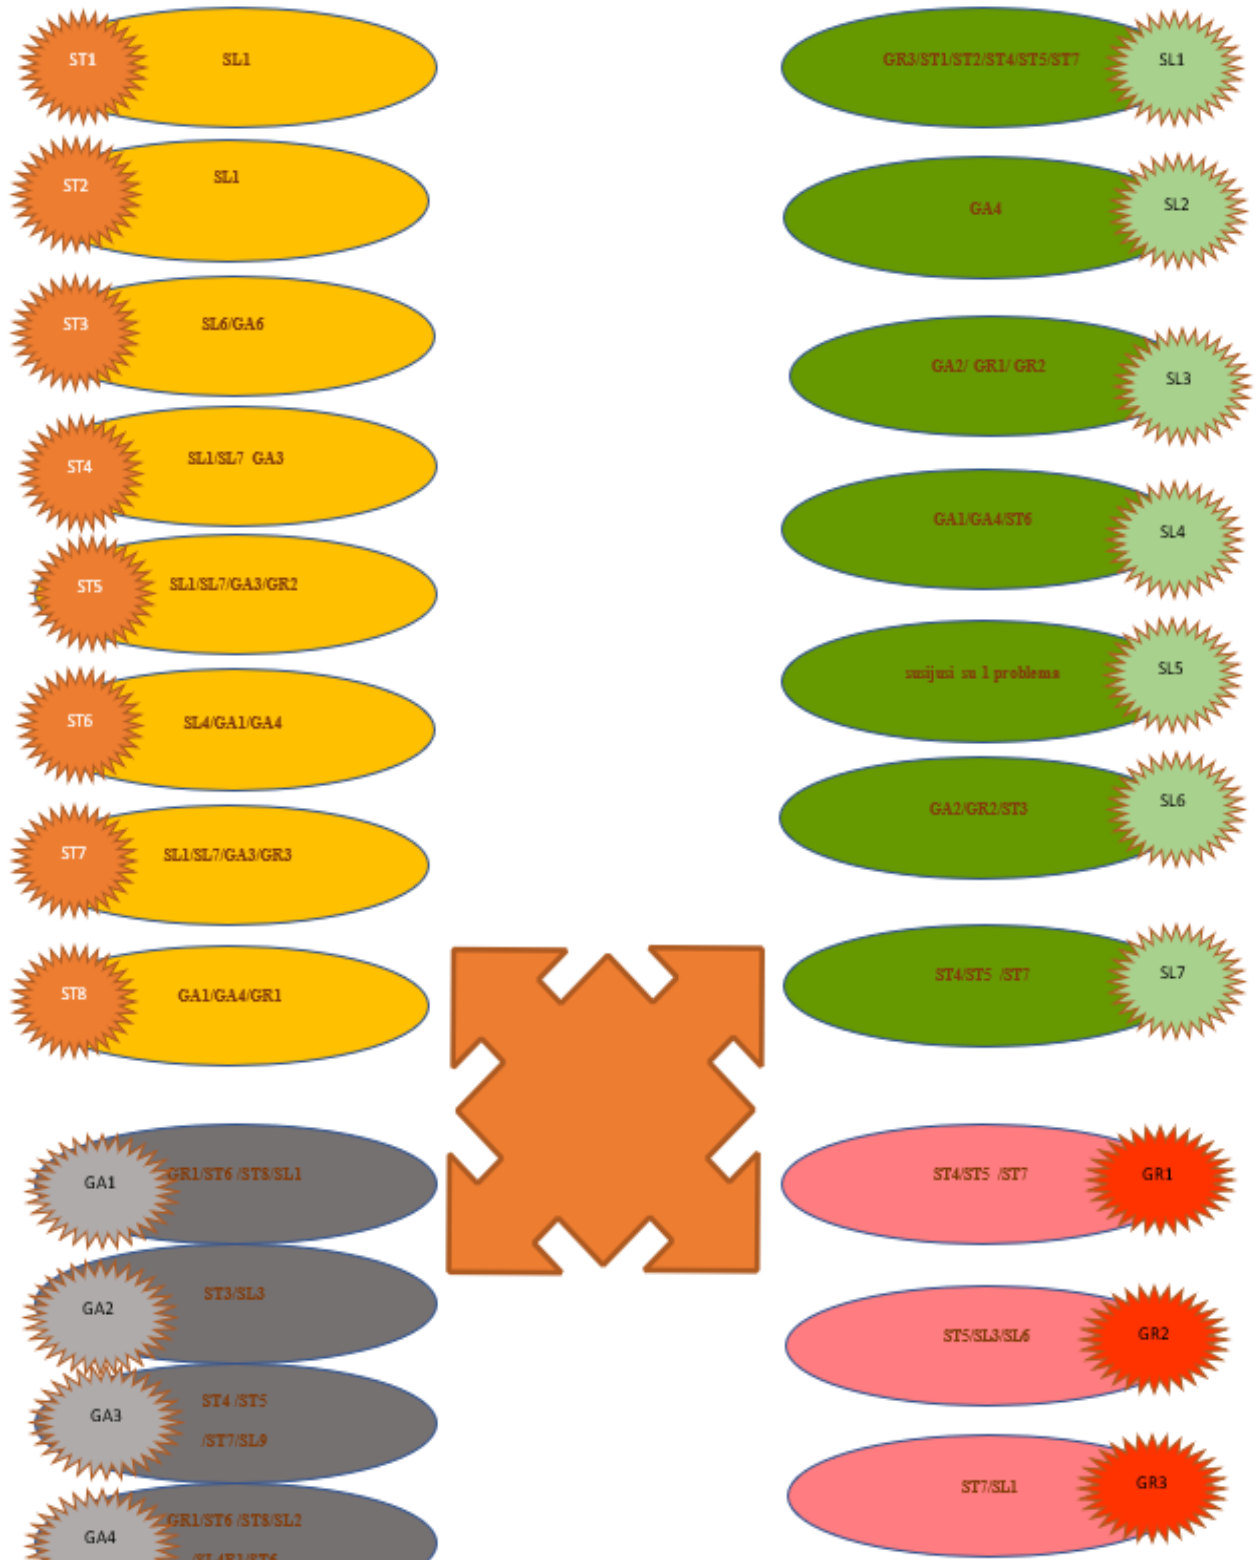 ST1 SL1
ST2 SL1
ST3 SL6/GA6
ST4 SL1/SL7 GA3
ST5 SL1/SL7/GA3/GR2
ST6 SL4/GA1/GA4
ST7 SL1/SL7/GA3/GR3
ST8 GA1/GA4/GR1
GR3/ST1/ST2/ST4/ST5/ST7 SL1
GA4 SL2
GA2/ GR1/ GR2 SL3
GA1/GA4/ST6 SL4
susijusi su 1 problema SL5
GA2/GR2/ST3 SL6
ST4/ST5 /ST7 SL7
GA1 GR1/ST6 /ST8/SL1
GA2 ST3/SL3
GA3 ST4 /ST5
/ST7/SL9
GA4 GR1/ST6 /ST8/SL2
/SL4R1/ST6
ST4/ST5 /ST7 GR1
ST5/SL3/SL6 GR2
ST7/SL1 GR3